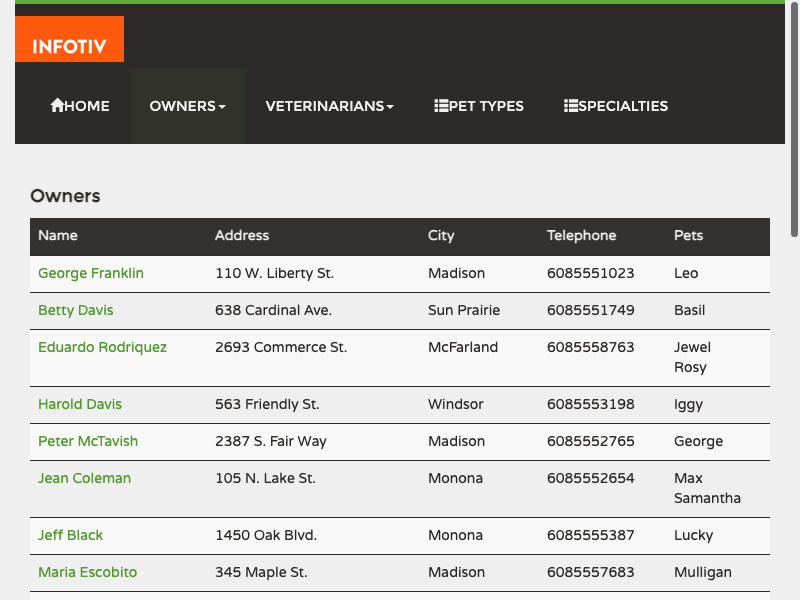 INFOTIV
HOME OWNERS VETERINARIANS PET TYPES SPECIALTIES
Owners
Name Address City Telephone Pets
George Franklin 110 W. Liberty St. Madison 6085551023 Leo
Betty Davis 638 Cardinal Ave. Sun Prairie 6085551749 Basil
Eduardo Rodriquez 2693 Commerce St. McFarland 6085558763 Jewel
Rosy
Harold Davis 563 Friendly St. Windsor 6085553198 Iggy
Peter McTavish 2387 S. Fair Way Madison 6085552765 George
Jean Coleman 105 N. Lake St. Monona 6085552654 Max
Samantha
Jeff Black 1450 Oak Blvd. Monona 6085555387 Lucky
Maria Escobito 345 Maple St. Madison 6085557683 Mulligan